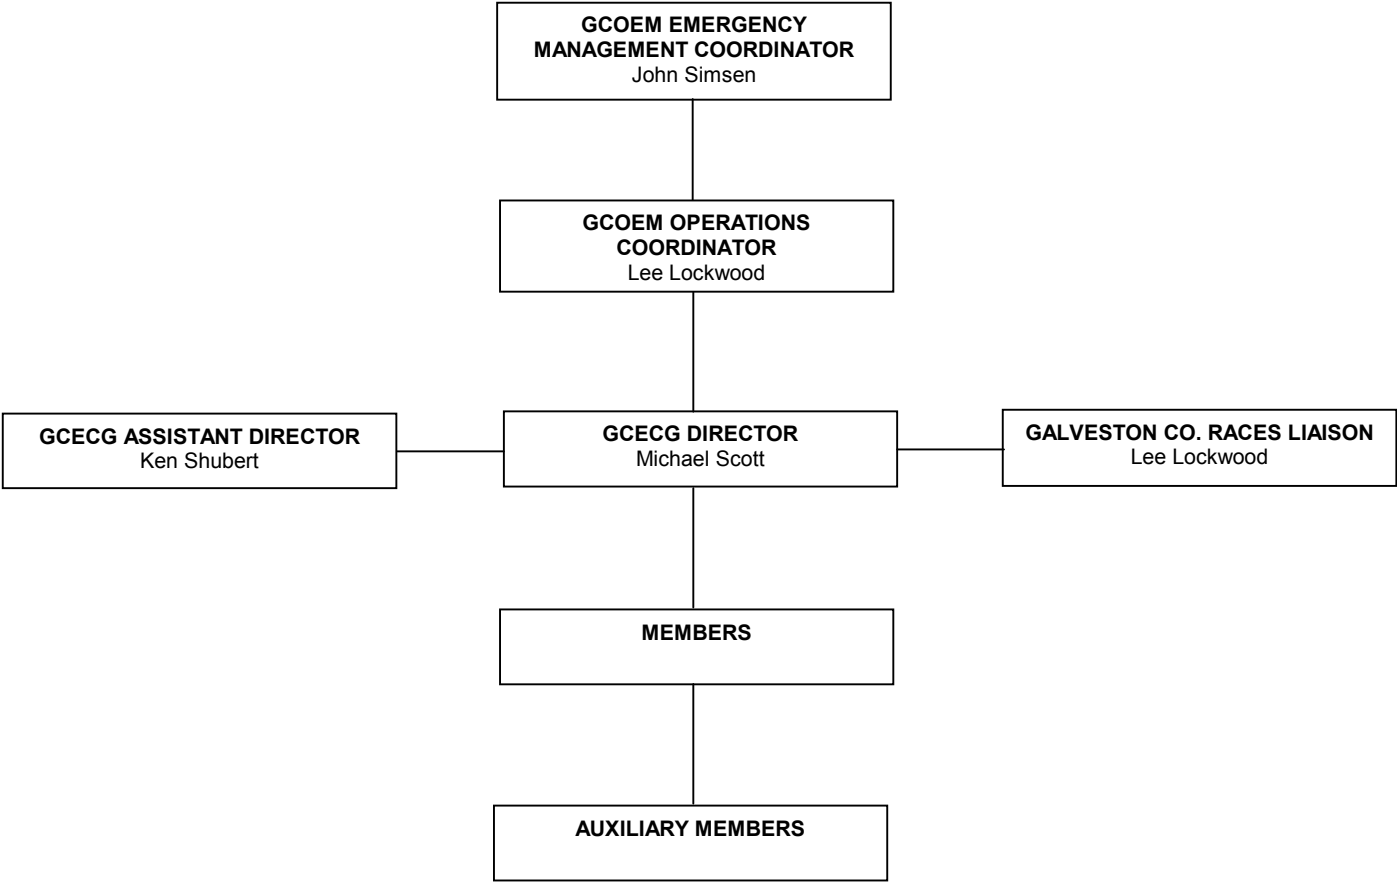 GCOEM EMERGENCY
MANAGEMENT COORDINATOR
John Simsen
GCOEM OPERATIONS
COORDINATOR
Lee Lockwood
GCECG ASSISTANT DIRECTOR
Ken Shubert
GCECG DIRECTOR
Michael Scott
GALVESTON CO. RACES LIAISON
Lee Lockwood
MEMBERS
AUXILIARY MEMBERS